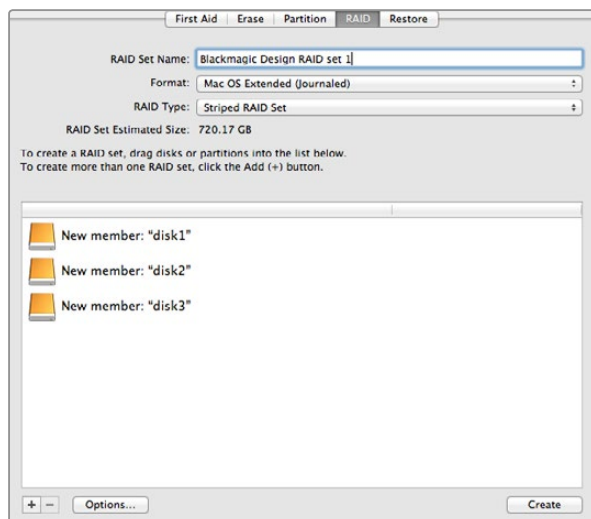 First Aid Erase Partition RAID Restore
RAID Set Name: Blackmagic Design RAID set 1
Format: Mac OS Extended (Journaled)
RAID Type: Striped RAID Set
RAID Set Estimated Size: 720.17 GB
To create a RAID set, drag disks or partitions into the list below.
To create more than one RAID set, click the Add (+) button.
New member: “disk1”
New member: “disk2”
New member: “disk3”
+ − Options... Create